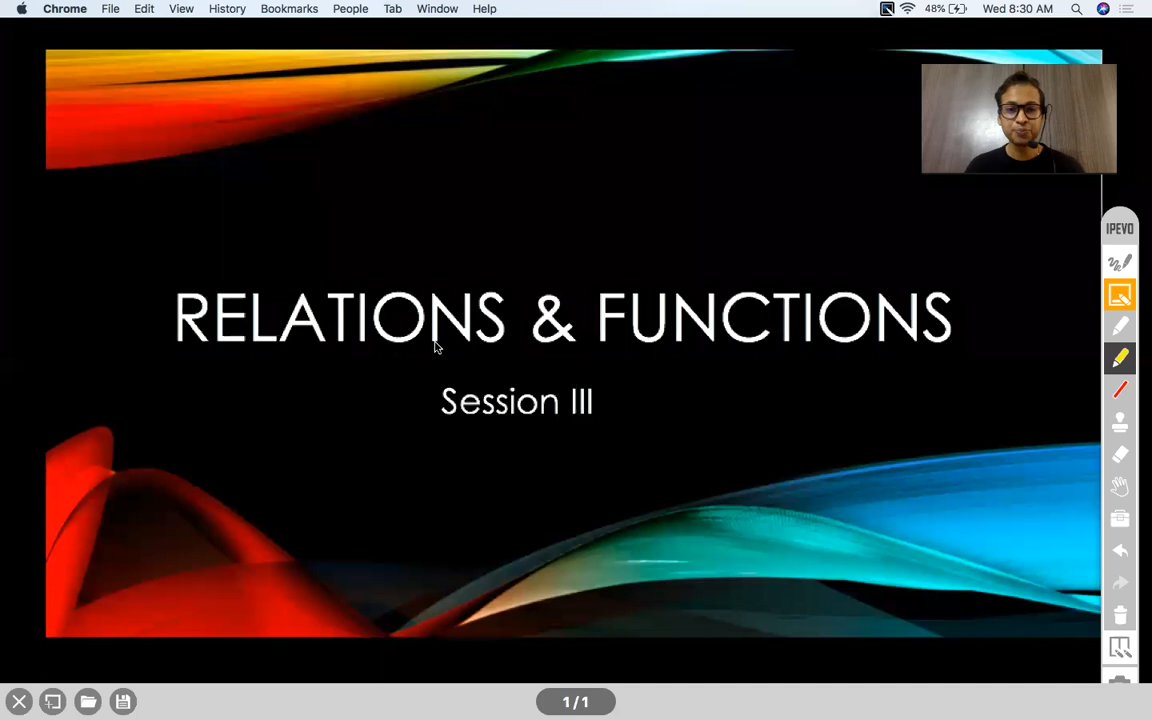 Chrome File Edit View History Bookmarks People Tab Window Help 48% Wed 8:30 AM
IPEVO
RELATIONS & FUNCTIONS
Session III
1/1